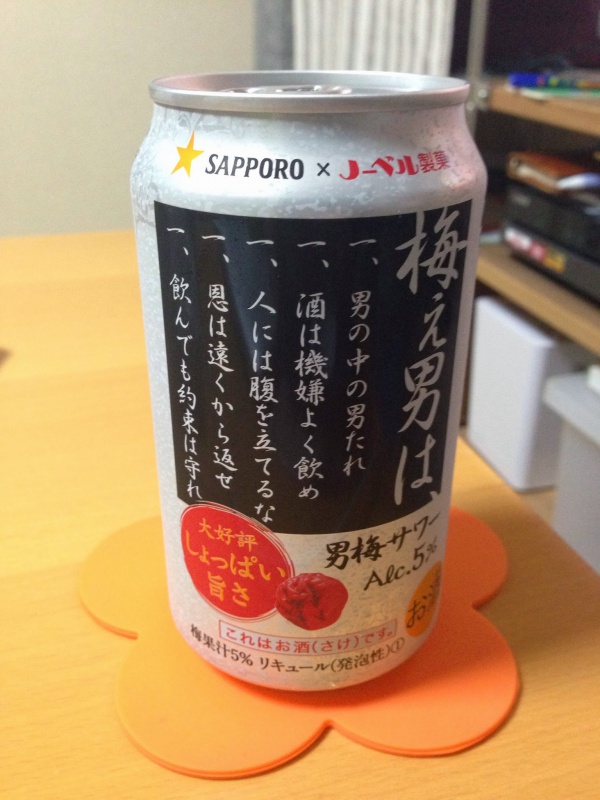 SAPPORO × ノーベル製菓
梅え男は、
一、男の中の男たれ
一、酒は機嫌よく飲め
一、人には腹を立てるな
一、恩は遠くから返せ
一、飲んでも約束は守れ
大好評
しょっぱい
旨さ
男梅サワー
Alc.5%
お酒
これはお酒(さけ)です。
梅果汁5% リキュール(発泡性)①